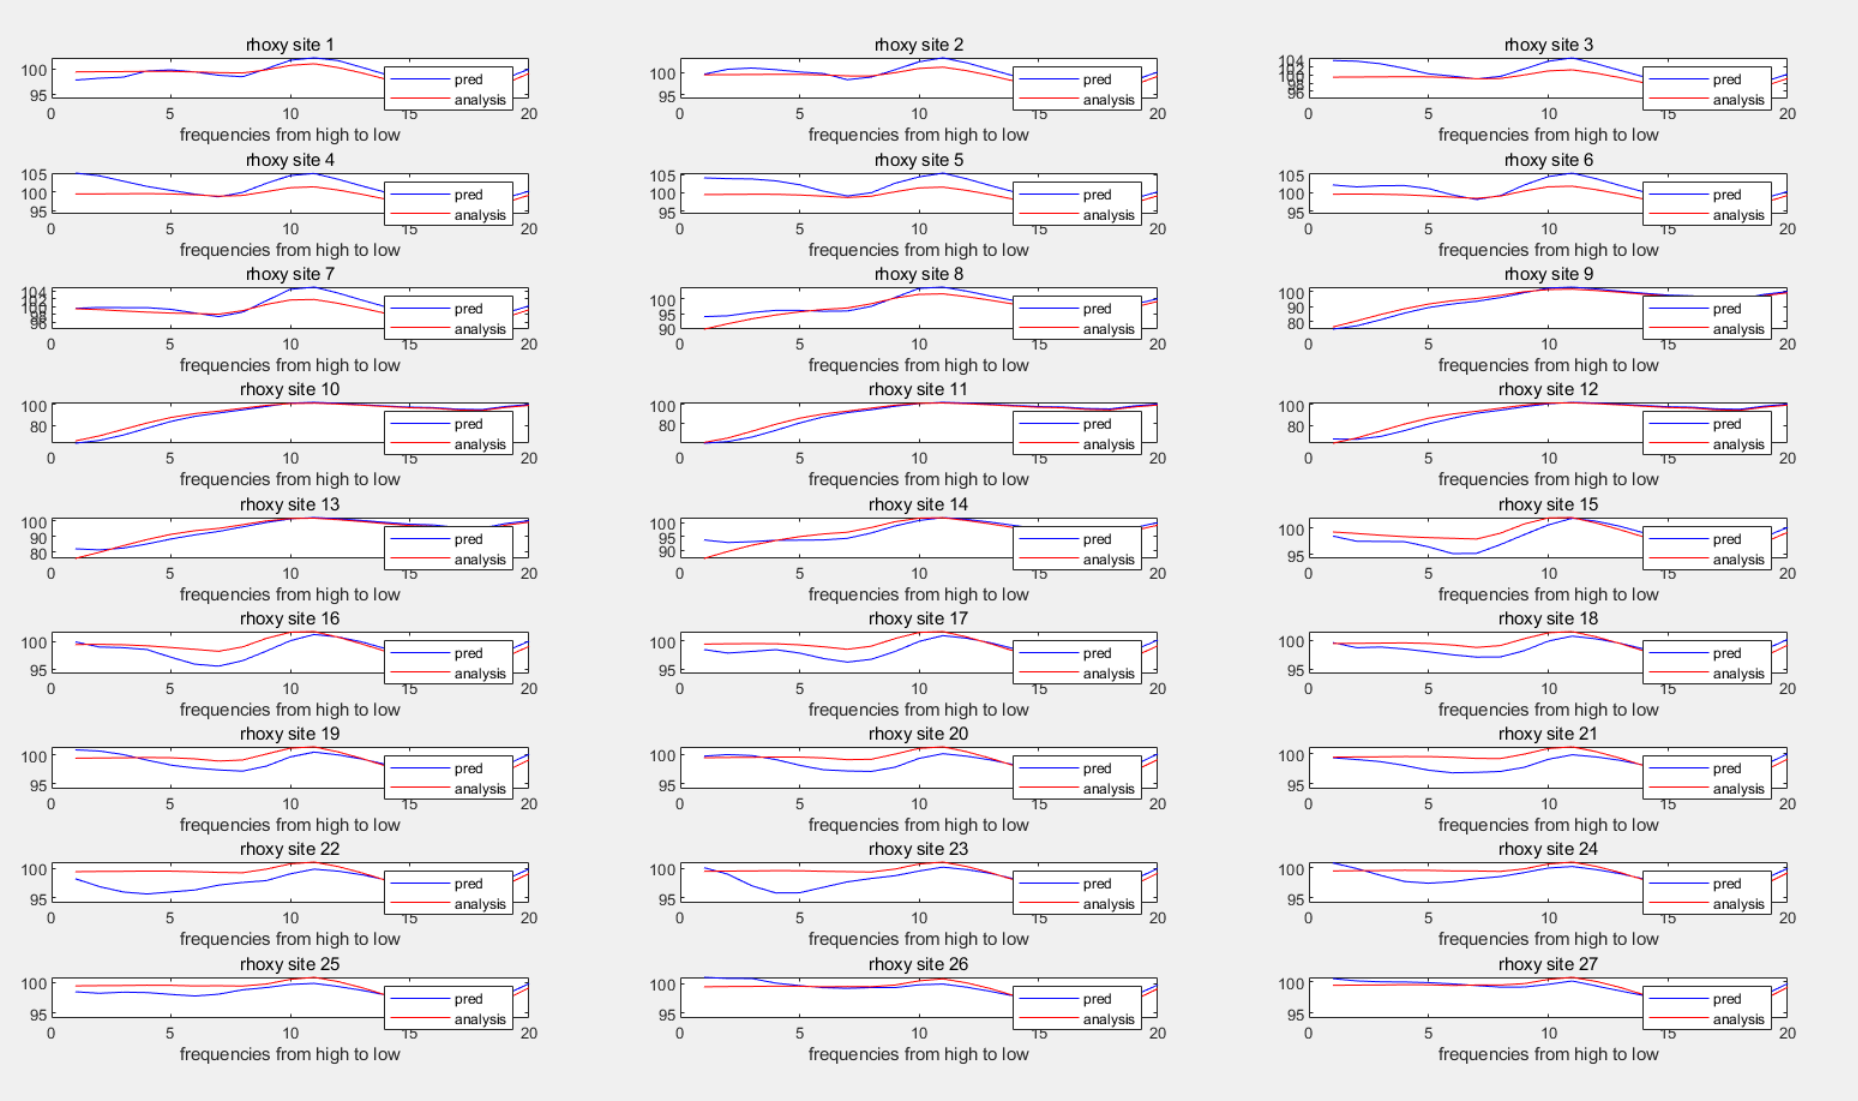 rhoxy site 1 rhoxy site 2 rhoxy site 3
100 95 0 5 10 15 20 pred analysis
100 95 0 5 10 15 20 pred analysis
104 102 100 98 96 0 5 10 15 20 pred analysis
frequencies from high to low frequencies from high to low frequencies from high to low
rhoxy site 4 rhoxy site 5 rhoxy site 6
105 100 95 0 5 10 15 20 pred analysis
105 100 95 0 5 10 15 20 pred analysis
105 100 95 0 5 10 15 20 pred analysis
frequencies from high to low frequencies from high to low frequencies from high to low
rhoxy site 7 rhoxy site 8 rhoxy site 9
104 102 100 98 96 0 5 10 15 20 pred analysis
100 95 90 0 5 10 15 20 pred analysis
100 90 80 0 5 10 15 20 pred analysis
frequencies from high to low frequencies from high to low frequencies from high to low
rhoxy site 10 rhoxy site 11 rhoxy site 12
100 80 0 5 10 15 20 pred analysis
100 80 0 5 10 15 20 pred analysis
100 80 0 5 10 15 20 pred analysis
frequencies from high to low frequencies from high to low frequencies from high to low
rhoxy site 13 rhoxy site 14 rhoxy site 15
100 90 80 0 5 10 15 20 pred analysis
100 95 90 0 5 10 15 20 pred analysis
100 95 0 5 10 15 20 pred analysis
frequencies from high to low frequencies from high to low frequencies from high to low
rhoxy site 16 rhoxy site 17 rhoxy site 18
100 95 0 5 10 15 20 pred analysis
100 95 0 5 10 15 20 pred analysis
100 95 0 5 10 15 20 pred analysis
frequencies from high to low frequencies from high to low frequencies from high to low
rhoxy site 19 rhoxy site 20 rhoxy site 21
100 95 0 5 10 15 20 pred analysis
100 95 0 5 10 15 20 pred analysis
100 95 0 5 10 15 20 pred analysis
frequencies from high to low frequencies from high to low frequencies from high to low
rhoxy site 22 rhoxy site 23 rhoxy site 24
100 95 0 5 10 15 20 pred analysis
100 95 0 5 10 15 20 pred analysis
100 95 0 5 10 15 20 pred analysis
frequencies from high to low frequencies from high to low frequencies from high to low
rhoxy site 25 rhoxy site 26 rhoxy site 27
100 95 0 5 10 15 20 pred analysis
100 95 0 5 10 15 20 pred analysis
100 95 0 5 10 15 20 pred analysis
frequencies from high to low frequencies from high to low frequencies from high to low